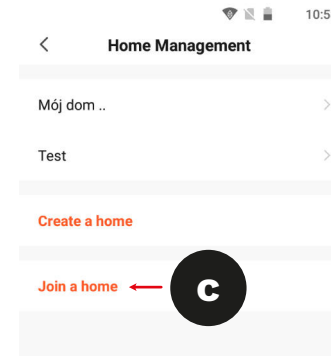 10:5
Home Management
Mój dom ..
Test
Create a home
Join a home
C